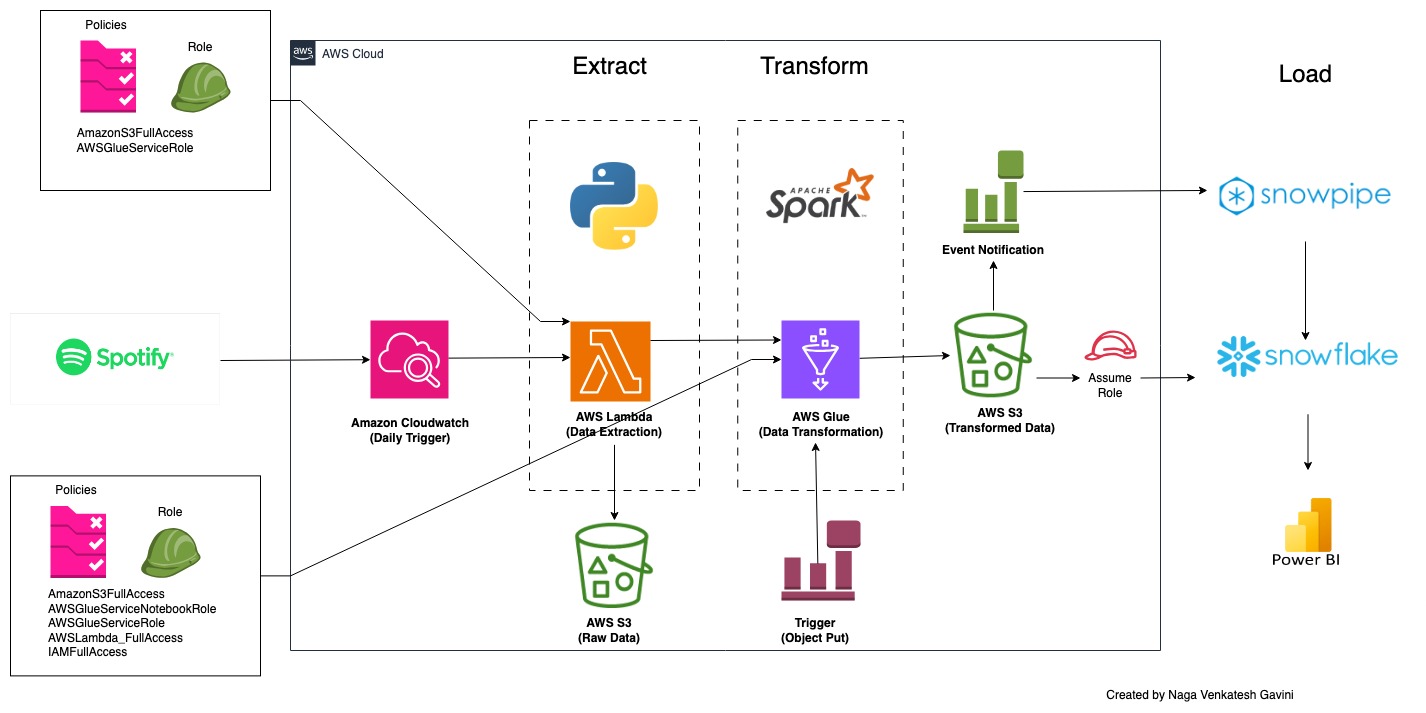 Policies
Role
AmazonS3FullAccess
AWSGlueServiceRole
aws
AWS Cloud
Extract
Transform
Load
APACHE
Spark
Event Notification
snowpipe
Spotify
Amazon Cloudwatch
(Daily Trigger)
AWS Lambda
(Data Extraction)
AWS Glue
(Data Transformation)
AWS S3
(Transformed Data)
Assume
Role
snowflake
Policies
Role
AmazonS3FullAccess
AWSGlueServiceNotebookRole
AWSGlueServiceRole
AWSLambda_FullAccess
IAMFullAccess
AWS S3
(Raw Data)
Trigger
(Object Put)
Power BI
Created by Naga Venkatesh Gavini